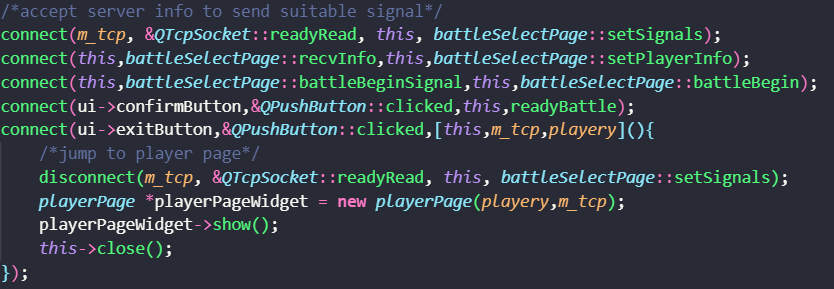 /*accept server info to send suitable signal*/
connect(m_tcp, &QTcpSocket::readyRead, this, battleSelectPage::setSignals);
connect(this,battleSelectPage::recvInfo,this,battleSelectPage::setPlayerInfo);
connect(this,battleSelectPage::battleBeginSignal,this,battleSelectPage::battleBegin);
connect(ui->confirmButton,&QPushButton::clicked,this,readyBattle);
connect(ui->exitButton,&QPushButton::clicked,[this,m_tcp,playery](){
    /*jump to player page*/
    disconnect(m_tcp, &QTcpSocket::readyRead, this, battleSelectPage::setSignals);
    playerPage *playerPageWidget = new playerPage(playery,m_tcp);
    playerPageWidget->show();
    this->close();
});